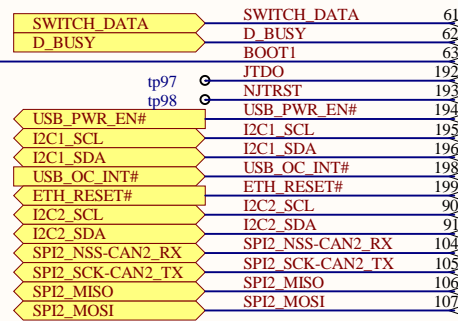 SWITCH_DATA SWITCH_DATA 61
D_BUSY D_BUSY 62
BOOT1 63
tp97 JTDO 192
tp98 NJTRST 193
USB_PWR_EN# USB_PWR_EN# 194
I2C1_SCL I2C1_SCL 195
I2C1_SDA I2C1_SDA 196
USB_OC_INT# USB_OC_INT# 198
ETH_RESET# ETH_RESET# 199
I2C2_SCL I2C2_SCL 90
I2C2_SDA I2C2_SDA 91
SPI2_NSS-CAN2_RX SPI2_NSS-CAN2_RX 104
SPI2_SCK-CAN2_TX SPI2_SCK-CAN2_TX 105
SPI2_MISO SPI2_MISO 106
SPI2_MOSI SPI2_MOSI 107